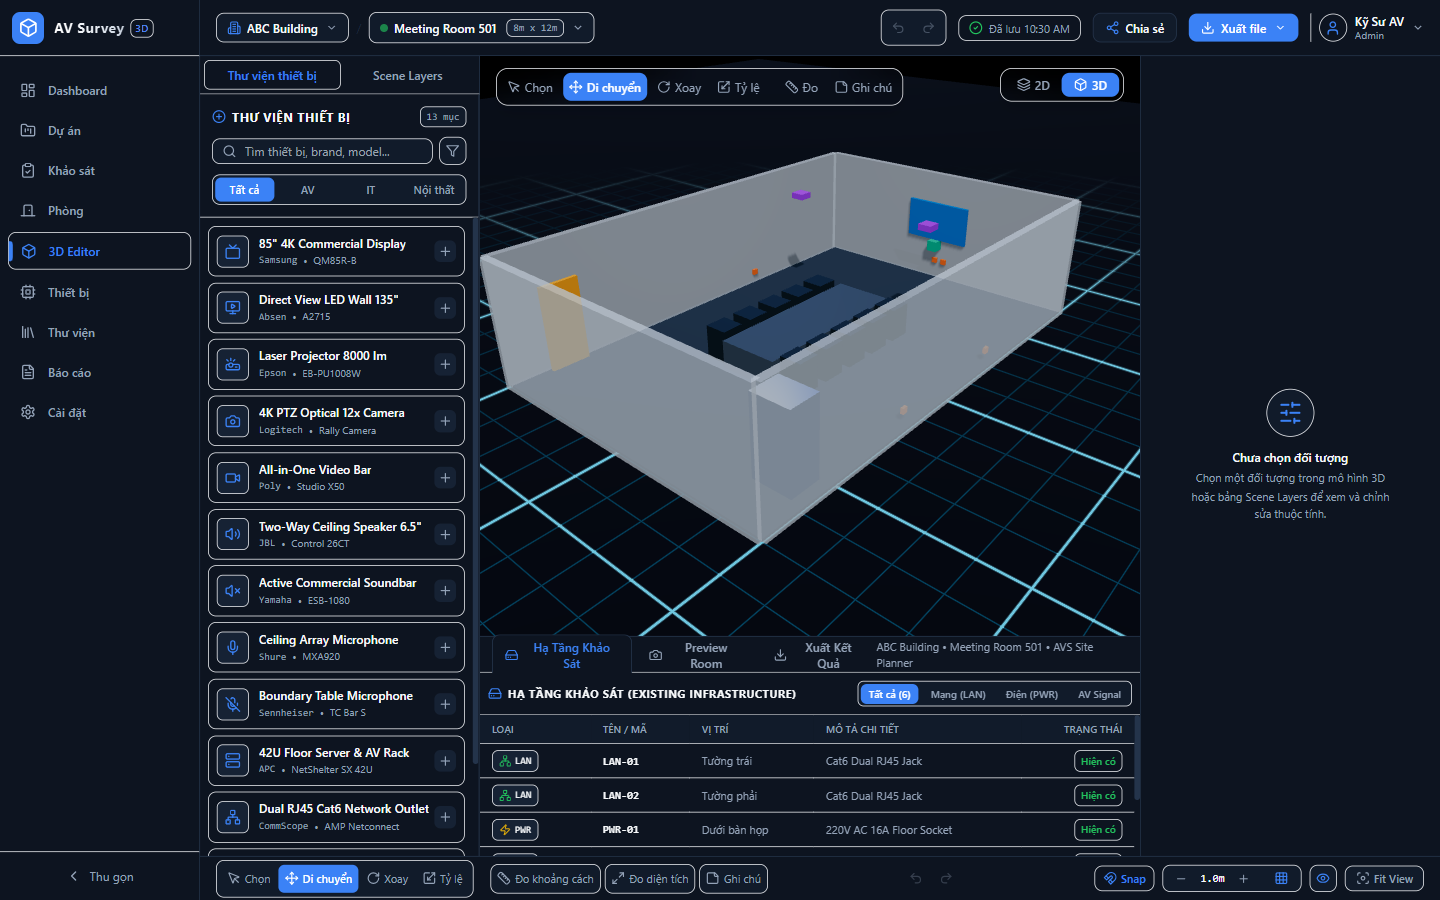 AV Survey 3D
ABC Building
Meeting Room 501 8m x 12m
Đã lưu 10:30 AM
Chia sẻ
Xuất file
Kỹ Sư AV
Admin
Dashboard
Dự án
Khảo sát
Phòng
3D Editor
Thiết bị
Thư viện
Báo cáo
Cài đặt
Thu gọn
Thư viện thiết bị
Scene Layers
THƯ VIỆN THIẾT BỊ
13 mục
Tìm thiết bị, brand, model...
Tất cả AV IT Nội thất
85" 4K Commercial Display
Samsung • QM85R-B
Direct View LED Wall 135"
Absen • A2715
Laser Projector 8000 lm
Epson • EB-PU1008W
4K PTZ Optical 12x Camera
Logitech • Rally Camera
All-in-One Video Bar
Poly • Studio X50
Two-Way Ceiling Speaker 6.5"
JBL • Control 26CT
Active Commercial Soundbar
Yamaha • ESB-1080
Ceiling Array Microphone
Shure • MXA920
Boundary Table Microphone
Sennheiser • TC Bar S
42U Floor Server & AV Rack
APC • NetShelter SX 42U
Dual RJ45 Cat6 Network Outlet
CommScope • AMP Netconnect
Chọn Di chuyển Xoay Tỷ lệ Đo Ghi chú
2D 3D
Hạ Tầng Khảo
Sát
Preview
Room
Xuất Kết
Quả
ABC Building • Meeting Room 501 • AVS Site
Planner
HẠ TẦNG KHẢO SÁT (EXISTING INFRASTRUCTURE)
Tất cả (6) Mạng (LAN) Điện (PWR) AV Signal
LOẠI TÊN / MÃ VỊ TRÍ MÔ TẢ CHI TIẾT TRẠNG THÁI
LAN LAN-01 Tường trái Cat6 Dual RJ45 Jack Hiện có
LAN LAN-02 Tường phải Cat6 Dual RJ45 Jack Hiện có
PWR PWR-01 Dưới bàn họp 220V AC 16A Floor Socket Hiện có
Chưa chọn đối tượng
Chọn một đối tượng trong mô hình 3D
hoặc bảng Scene Layers để xem và chỉnh
sửa thuộc tính.
Chọn Di chuyển Xoay Tỷ lệ
Đo khoảng cách
Đo diện tích
Ghi chú
Snap
1.0m
Fit View